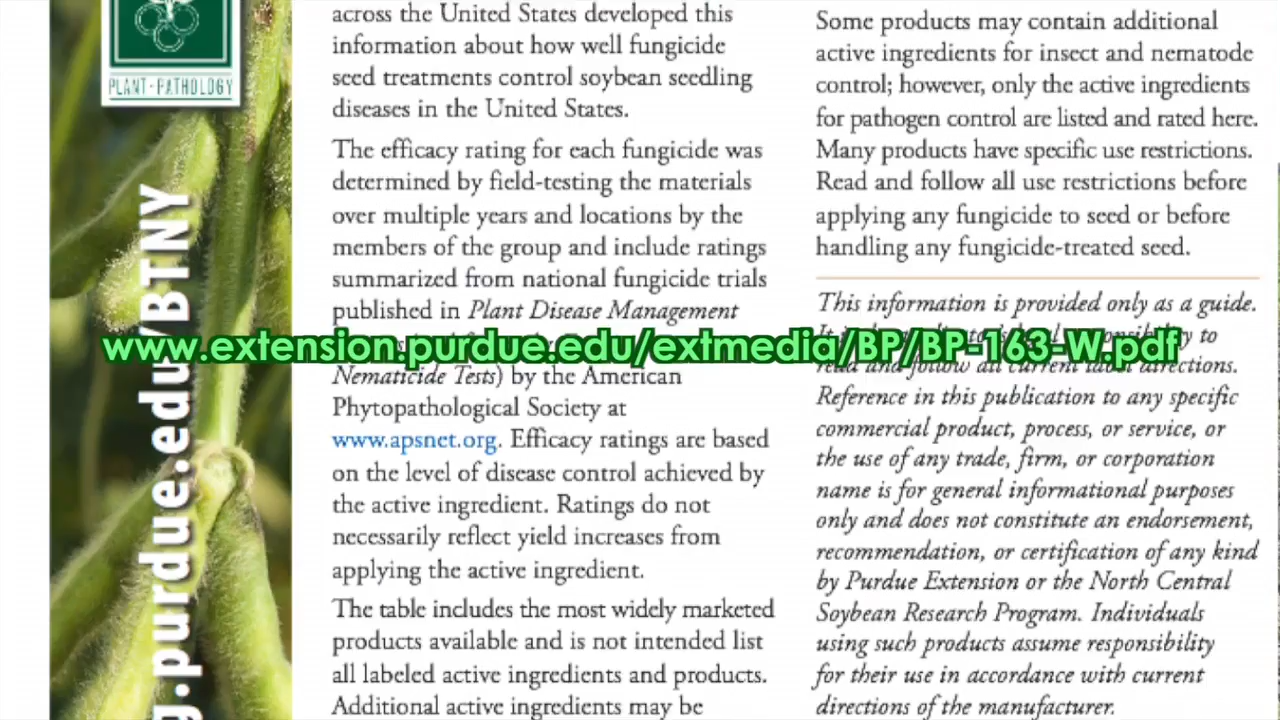 PLANT·PATHOLOGY
g.purdue.edu/BTNY
across the United States developed this
information about how well fungicide
seed treatments control soybean seedling
diseases in the United States.
The efficacy rating for each fungicide was
determined by field-testing the materials
over multiple years and locations by the
members of the group and include ratings
summarized from national fungicide trials
published in Plant Disease Management
Nematicide Tests) by the American
Phytopathological Society at
www.apsnet.org. Efficacy ratings are based
on the level of disease control achieved by
the active ingredient. Ratings do not
necessarily reflect yield increases from
applying the active ingredient.
The table includes the most widely marketed
products available and is not intended list
all labeled active ingredients and products.
Additional active ingredients may be
Some products may contain additional
active ingredients for insect and nematode
control; however, only the active ingredients
for pathogen control are listed and rated here.
Many products have specific use restrictions.
Read and follow all use restrictions before
applying any fungicide to seed or before
handling any fungicide-treated seed.
This information is provided only as a guide.
to
read and follow all current label directions.
Reference in this publication to any specific
commercial product, process, or service, or
the use of any trade, firm, or corporation
name is for general informational purposes
only and does not constitute an endorsement,
recommendation, or certification of any kind
by Purdue Extension or the North Central
Soybean Research Program. Individuals
using such products assume responsibility
for their use in accordance with current
directions of the manufacturer.
www.extension.purdue.edu/extmedia/BP/BP-163-W.pdf